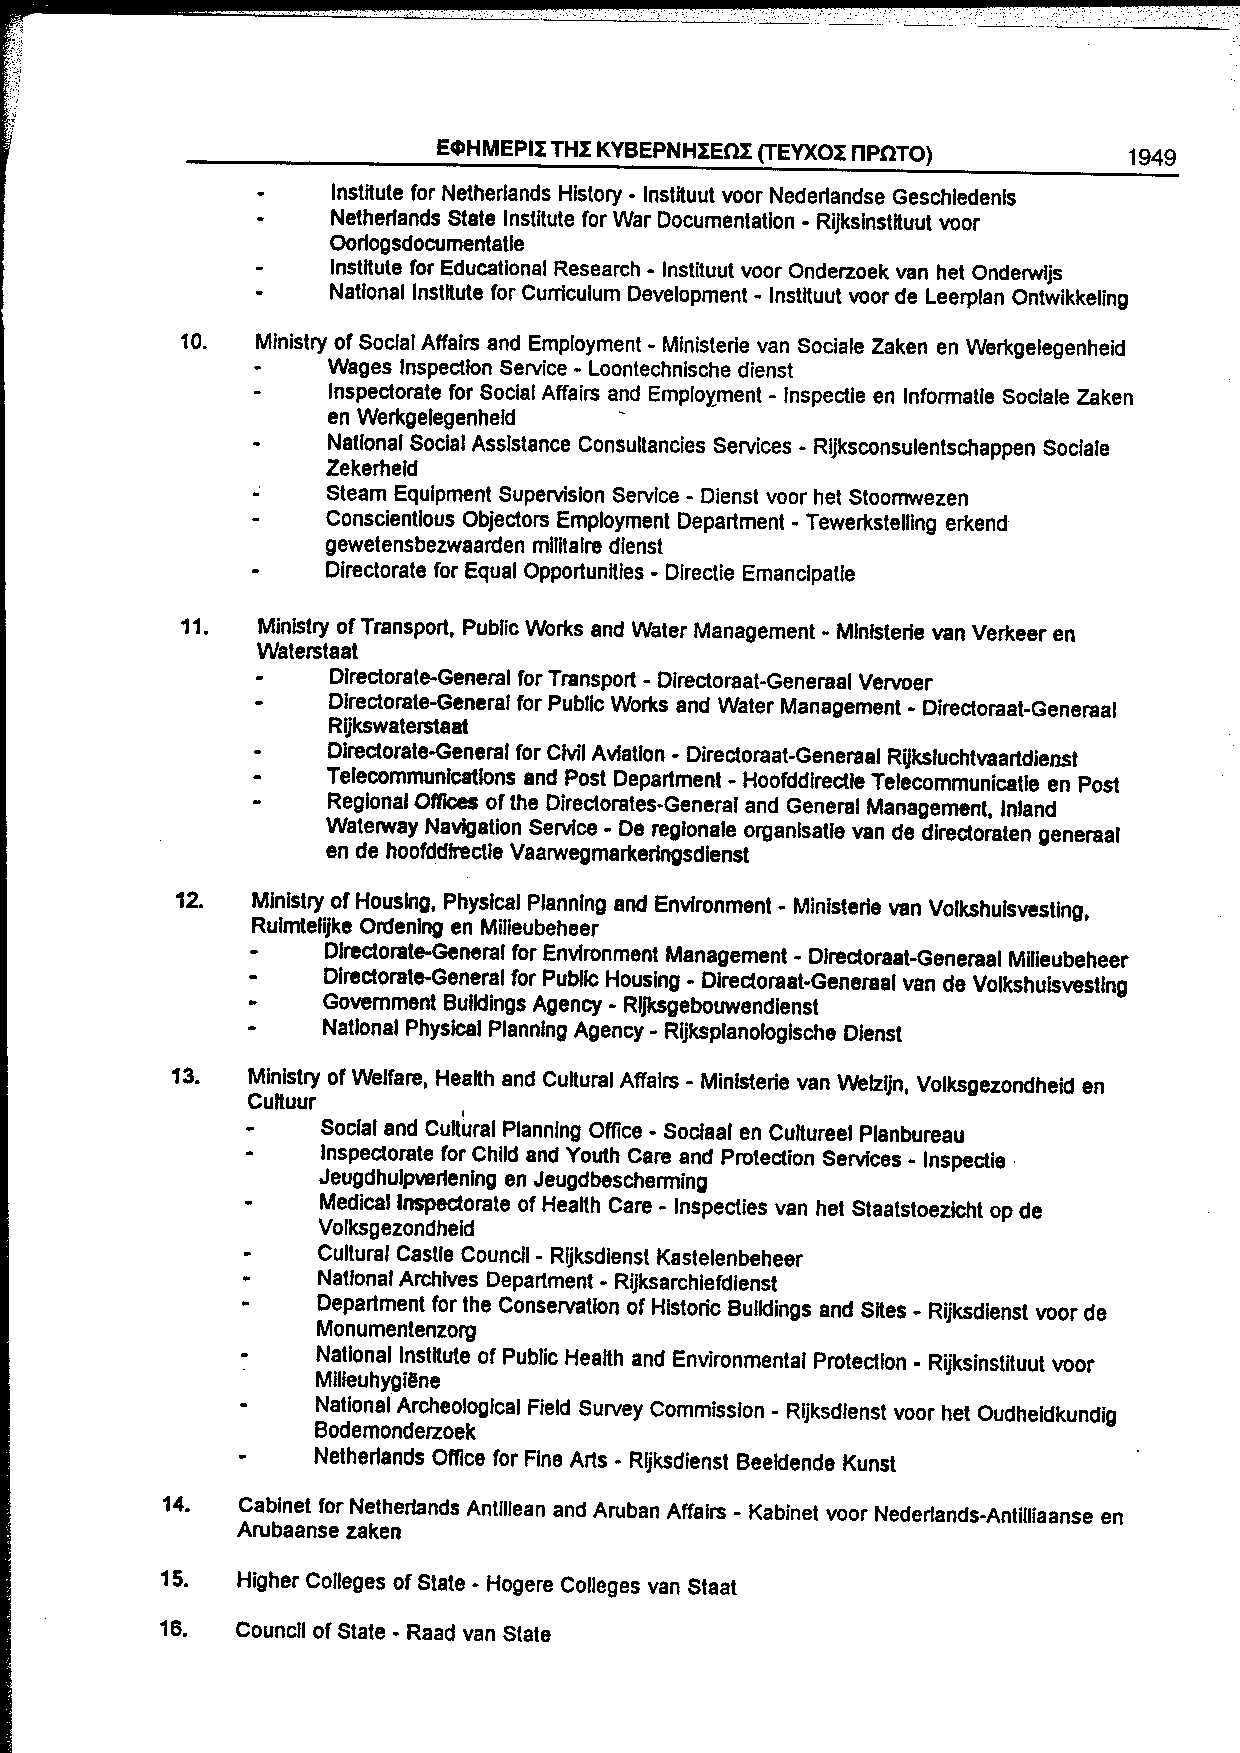 ΕΦΗΜΕΡΙΣ ΤΗΣ ΚΥΒΕΡΝΗΣΕΩΣ (ΤΕΥΧΟΣ ΠΡΩΤΟ) 1949
- Institute for Netherlands History - Instituut voor Nederlandse Geschiedenis
- Netherlands State Institute for War Documentation - Rijksinstituut voor
Oorlogsdocumentatie
- Institute for Educational Research - Instituut voor Onderzoek van het Onderwijs
- National Institute for Curriculum Development - Instituut voor de Leerplan Ontwikkeling
10. Ministry of Social Affairs and Employment - Ministerie van Sociale Zaken en Werkgelegenheid
- Wages Inspection Service - Loontechnische dienst
- Inspectorate for Social Affairs and Employment - Inspectie en Informatie Sociale Zaken
en Werkgelegenheid
- National Social Assistance Consultancies Services - Rijksconsulentschappen Sociale
Zekerheid
- Steam Equipment Supervision Service - Dienst voor het Stoomwezen
- Conscientious Objectors Employment Department - Tewerkstelling erkend
gewetensbezwaarden militaire dienst
- Directorate for Equal Opportunities - Directie Emancipatie
11. Ministry of Transport, Public Works and Water Management - Ministerie van Verkeer en
Waterstaat
- Directorate-General for Transport - Directoraat-Generaal Vervoer
- Directorate-General for Public Works and Water Management - Directoraat-Generaal
Rijkswaterstaat
- Directorate-General for Civil Aviation - Directoraat-Generaal Rijksluchtvaartdienst
- Telecommunications and Post Department - Hoofddirectie Telecommunicatie en Post
- Regional Offices of the Directorates-General and General Management, Inland
Waterway Navigation Service - De regionale organisatie van de directoraten generaal
en de hoofddirectie Vaarwegmarkeringsdienst
12. Ministry of Housing, Physical Planning and Environment - Ministerie van Volkshuisvesting,
Ruimtelijke Ordening en Milieubeheer
- Directorate-General for Environment Management - Directoraat-Generaal Milieubeheer
- Directorate-General for Public Housing - Directoraat-Generaal van de Volkshuisvesting
- Government Buildings Agency - Rijksgebouwendienst
- National Physical Planning Agency - Rijksplanologische Dienst
13. Ministry of Welfare, Health and Cultural Affairs - Ministerie van Welzijn, Volksgezondheid en
Cultuur
- Social and Cultural Planning Office - Sociaal en Cultureel Planbureau
- Inspectorate for Child and Youth Care and Protection Services - Inspectie
Jeugdhulpverlening en Jeugdbescherming
- Medical Inspectorate of Health Care - Inspecties van het Staatstoezicht op de
Volksgezondheid
- Cultural Castle Council - Rijksdienst Kastelenbeheer
- National Archives Department - Rijksarchiefdienst
- Department for the Conservation of Historic Buildings and Sites - Rijksdienst voor de
Monumentenzorg
- National Institute of Public Health and Environmental Protection - Rijksinstituut voor
Milieuhygiëne
- National Archeological Field Survey Commission - Rijksdienst voor het Oudheidkundig
Bodemonderzoek
- Netherlands Office for Fine Arts - Rijksdienst Beeldende Kunst
14. Cabinet for Netherlands Antillean and Aruban Affairs - Kabinet voor Nederlands-Antilliaanse en
Arubaanse zaken
15. Higher Colleges of State - Hogere Colleges van Staat
16. Council of State - Raad van State